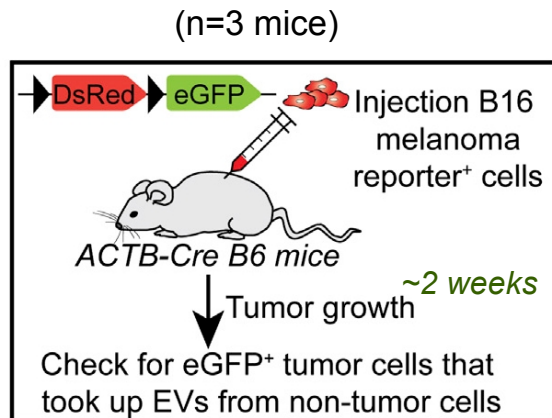 (n=3 mice)
DsRed eGFP
Injection B16
melanoma
reporter⁺ cells
ACTB-Cre B6 mice
~2 weeks
Tumor growth
Check for eGFP⁺ tumor cells that
took up EVs from non-tumor cells